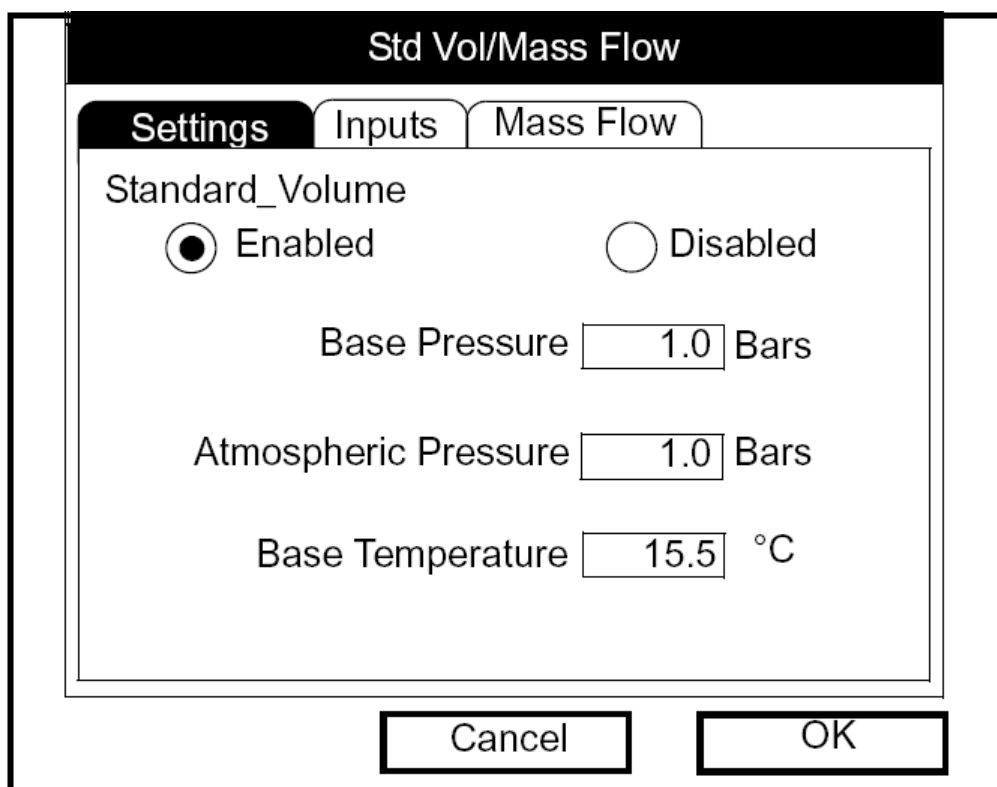 Std Vol/Mass Flow
Settings Inputs Mass Flow
Standard_Volume
Enabled Disabled
Base Pressure 1.0 Bars
Atmospheric Pressure 1.0 Bars
Base Temperature 15.5 °C
Cancel OK